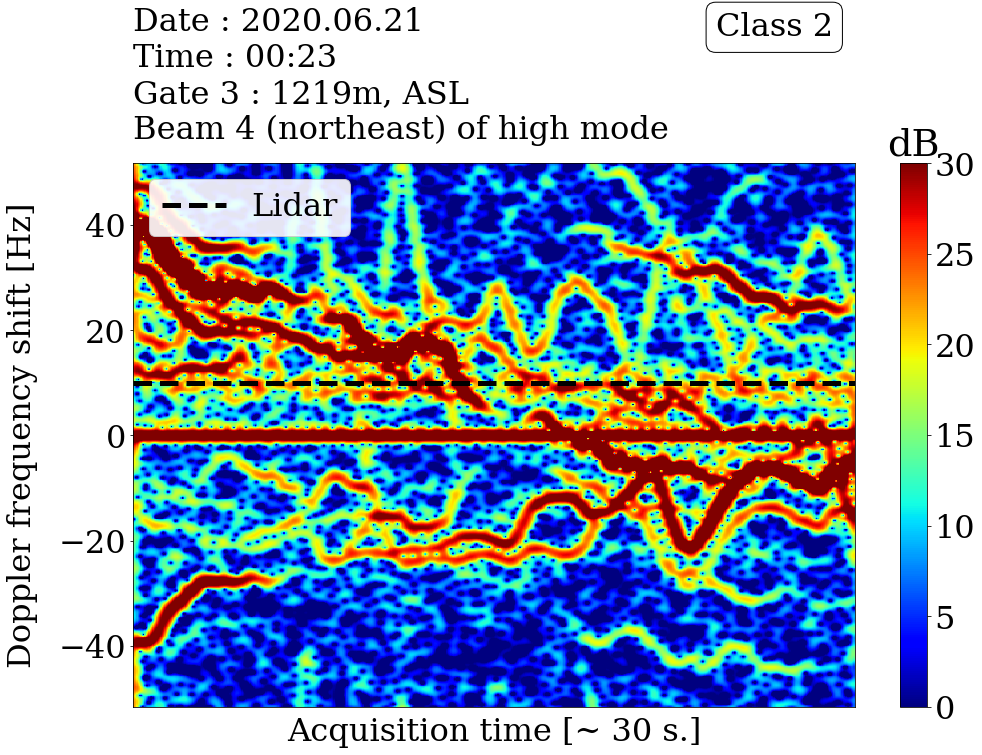 Date : 2020.06.21
Time : 00:23
Gate 3 : 1219m, ASL
Beam 4 (northeast) of high mode
Class 2
dB
Lidar
Doppler frequency shift [Hz]
40
20
0
−20
−40
30
25
20
15
10
5
0
Acquisition time [~ 30 s.]